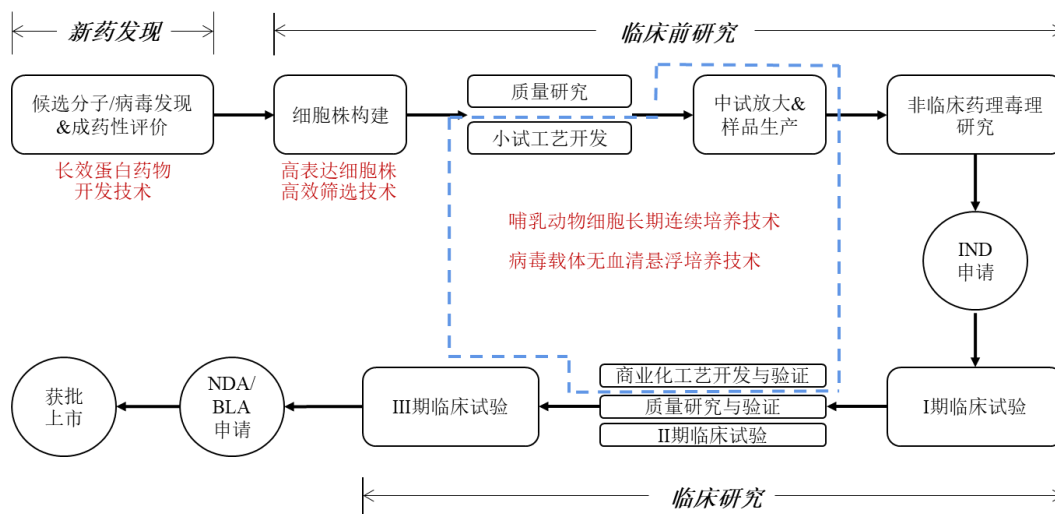 新药发现
临床前研究
候选分子/病毒发现
&成药性评价
细胞株构建
质量研究
小试工艺开发
中试放大&
样品生产
非临床药理毒理
研究
长效蛋白药物
开发技术
高表达细胞株
高效筛选技术
哺乳动物细胞长期连续培养技术
病毒载体无血清悬浮培养技术
IND
申请
获批
上市
NDA/
BLA
申请
III期临床试验
商业化工艺开发与验证
质量研究与验证
II期临床试验
I期临床试验
临床研究